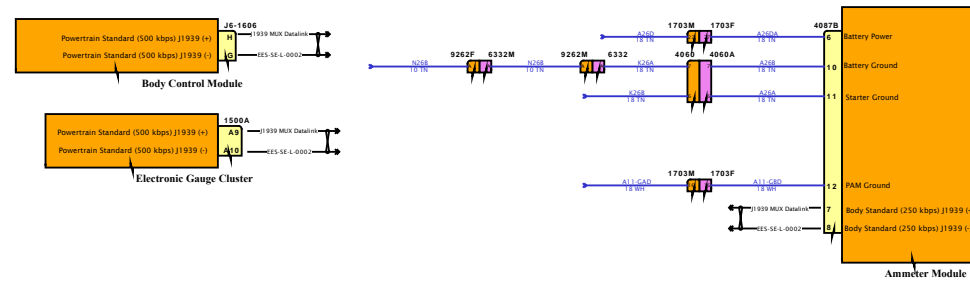 J6-1606
Powertrain Standard (500 kbps) J1939 (+)
H
J1939 MUX Datalink
Powertrain Standard (500 kbps) J1939 (-)
G
EES-SE-L-0002
Body Control Module
1500A
Powertrain Standard (500 kbps) J1939 (+)
A9
J1939 MUX Datalink
Powertrain Standard (500 kbps) J1939 (-)
A10
EES-SE-L-0002
Electronic Gauge Cluster
1703M 1703F
4087B
A26D
18 TN
A26DA
18 TN
6
Battery Power
9262F 6332M
9262M 6332
4060 4060A
N26B
10 TN
N26B
10 TN
K26A
18 TN
A26B
18 TN
10
Battery Ground
K26B
18 TN
A26A
18 TN
11
Starter Ground
1703M 1703F
A11-GAD
18 WH
A11-GBD
18 WH
12
PAM Ground
J1939 MUX Datalink
7
Body Standard (250 kbps) J1939 (
EES-SE-L-0002
8
Body Standard (250 kbps) J1939 (
Ammeter Module